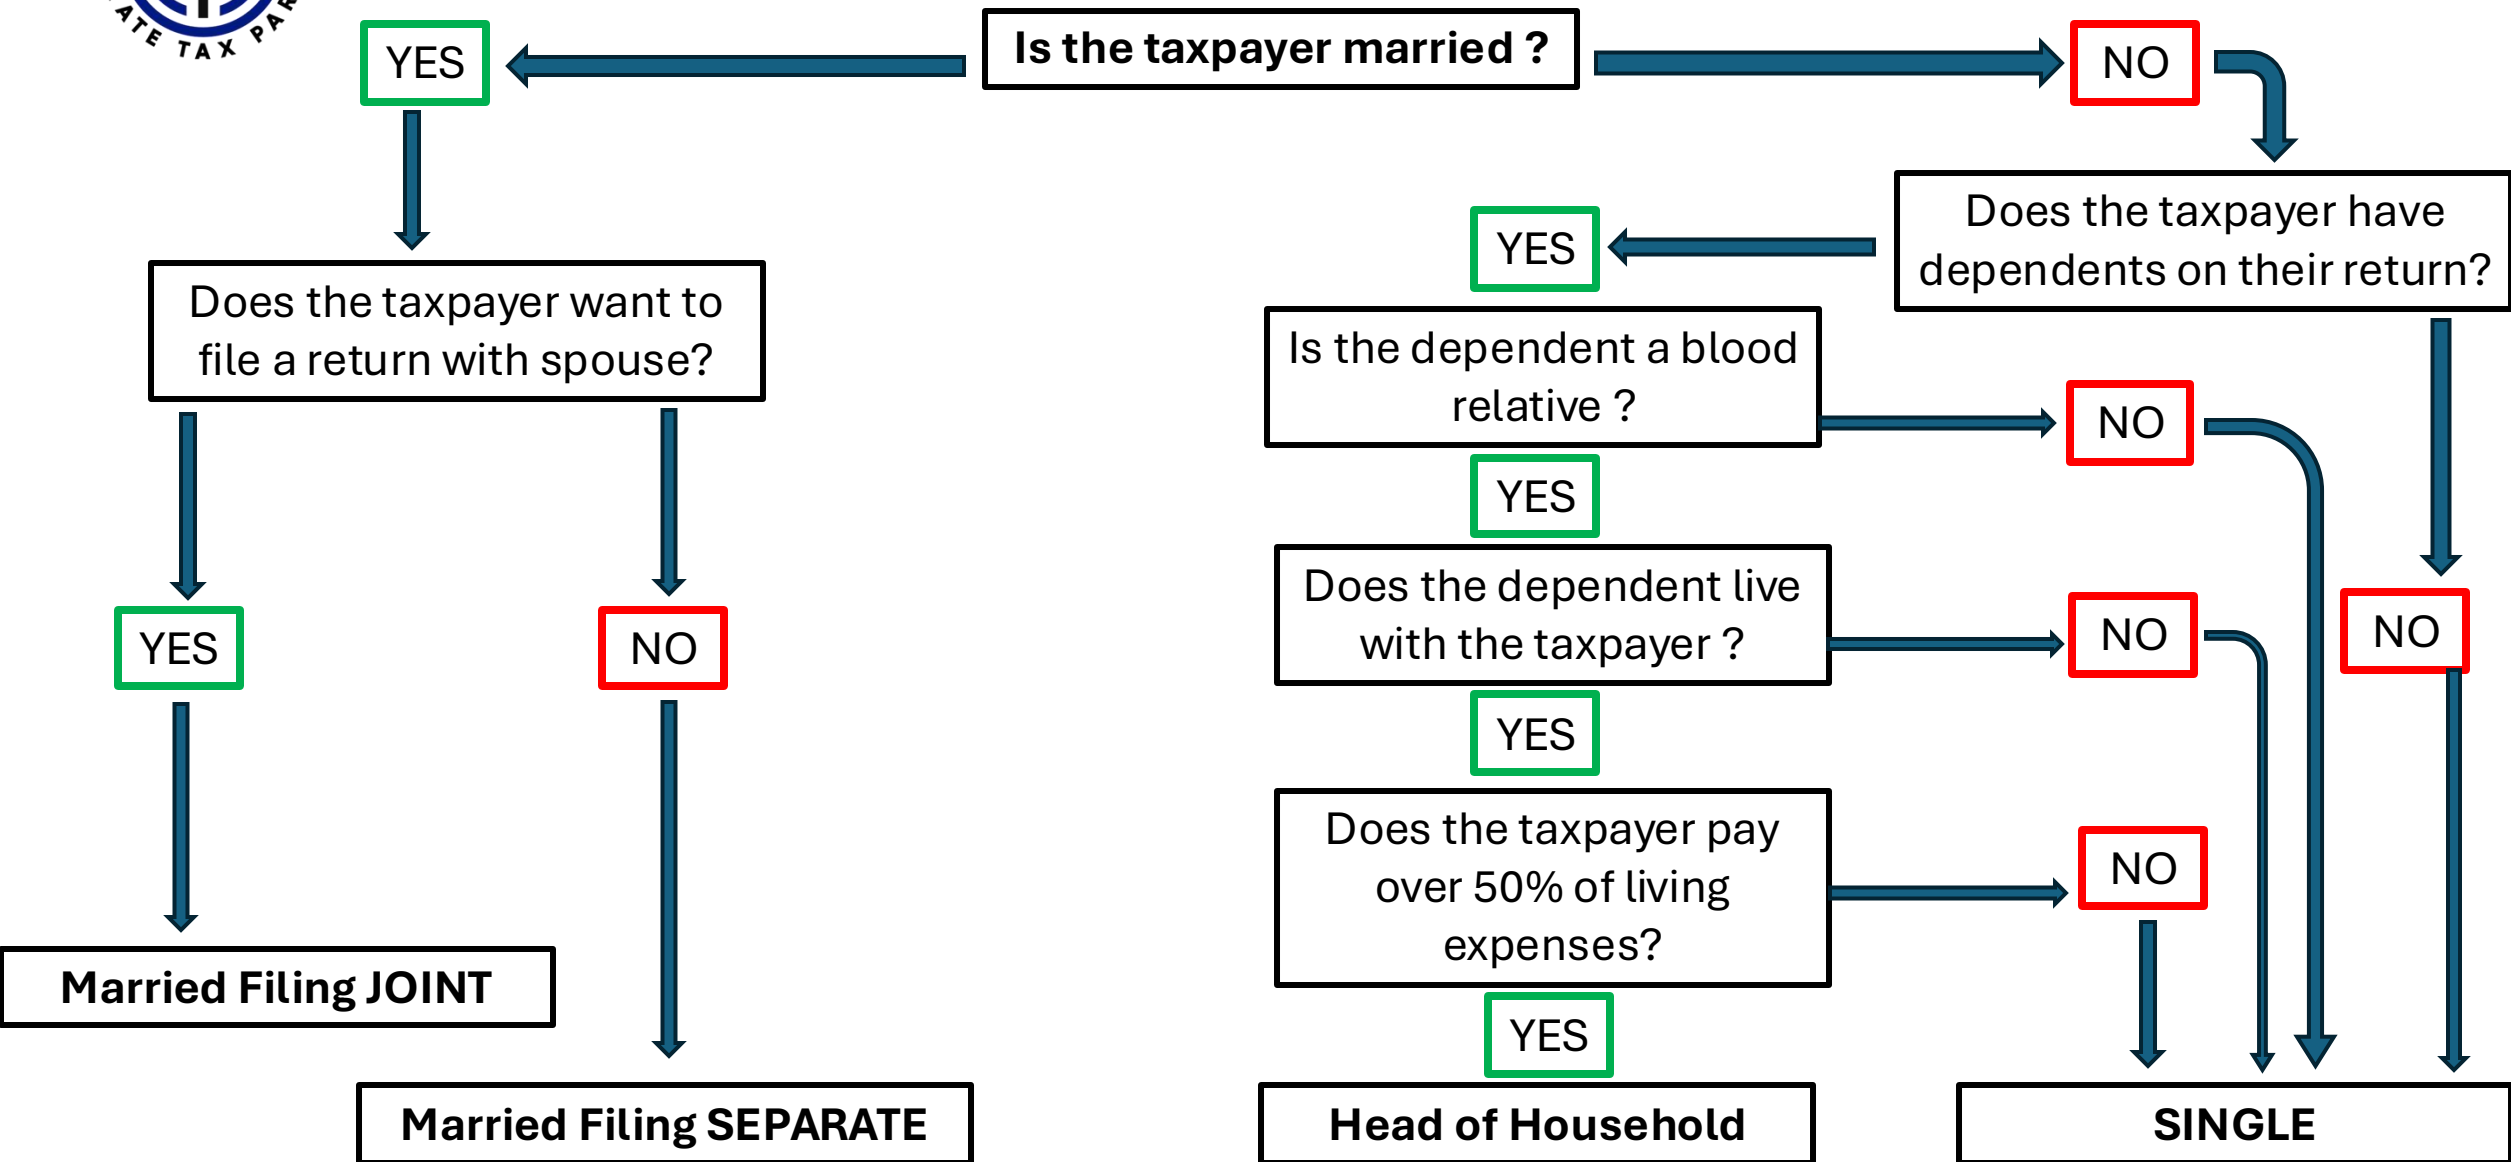 ATE TAX PAR
YES
Is the taxpayer married ?
NO
Does the taxpayer have
dependents on their return?
YES
Does the taxpayer want to
file a return with spouse?
Is the dependent a blood
relative ?
NO
YES
Does the dependent live
with the taxpayer ?
NO
NO
YES
NO
YES
Does the taxpayer pay
over 50% of living
expenses?
NO
Married Filing JOINT
YES
Married Filing SEPARATE
Head of Household
SINGLE